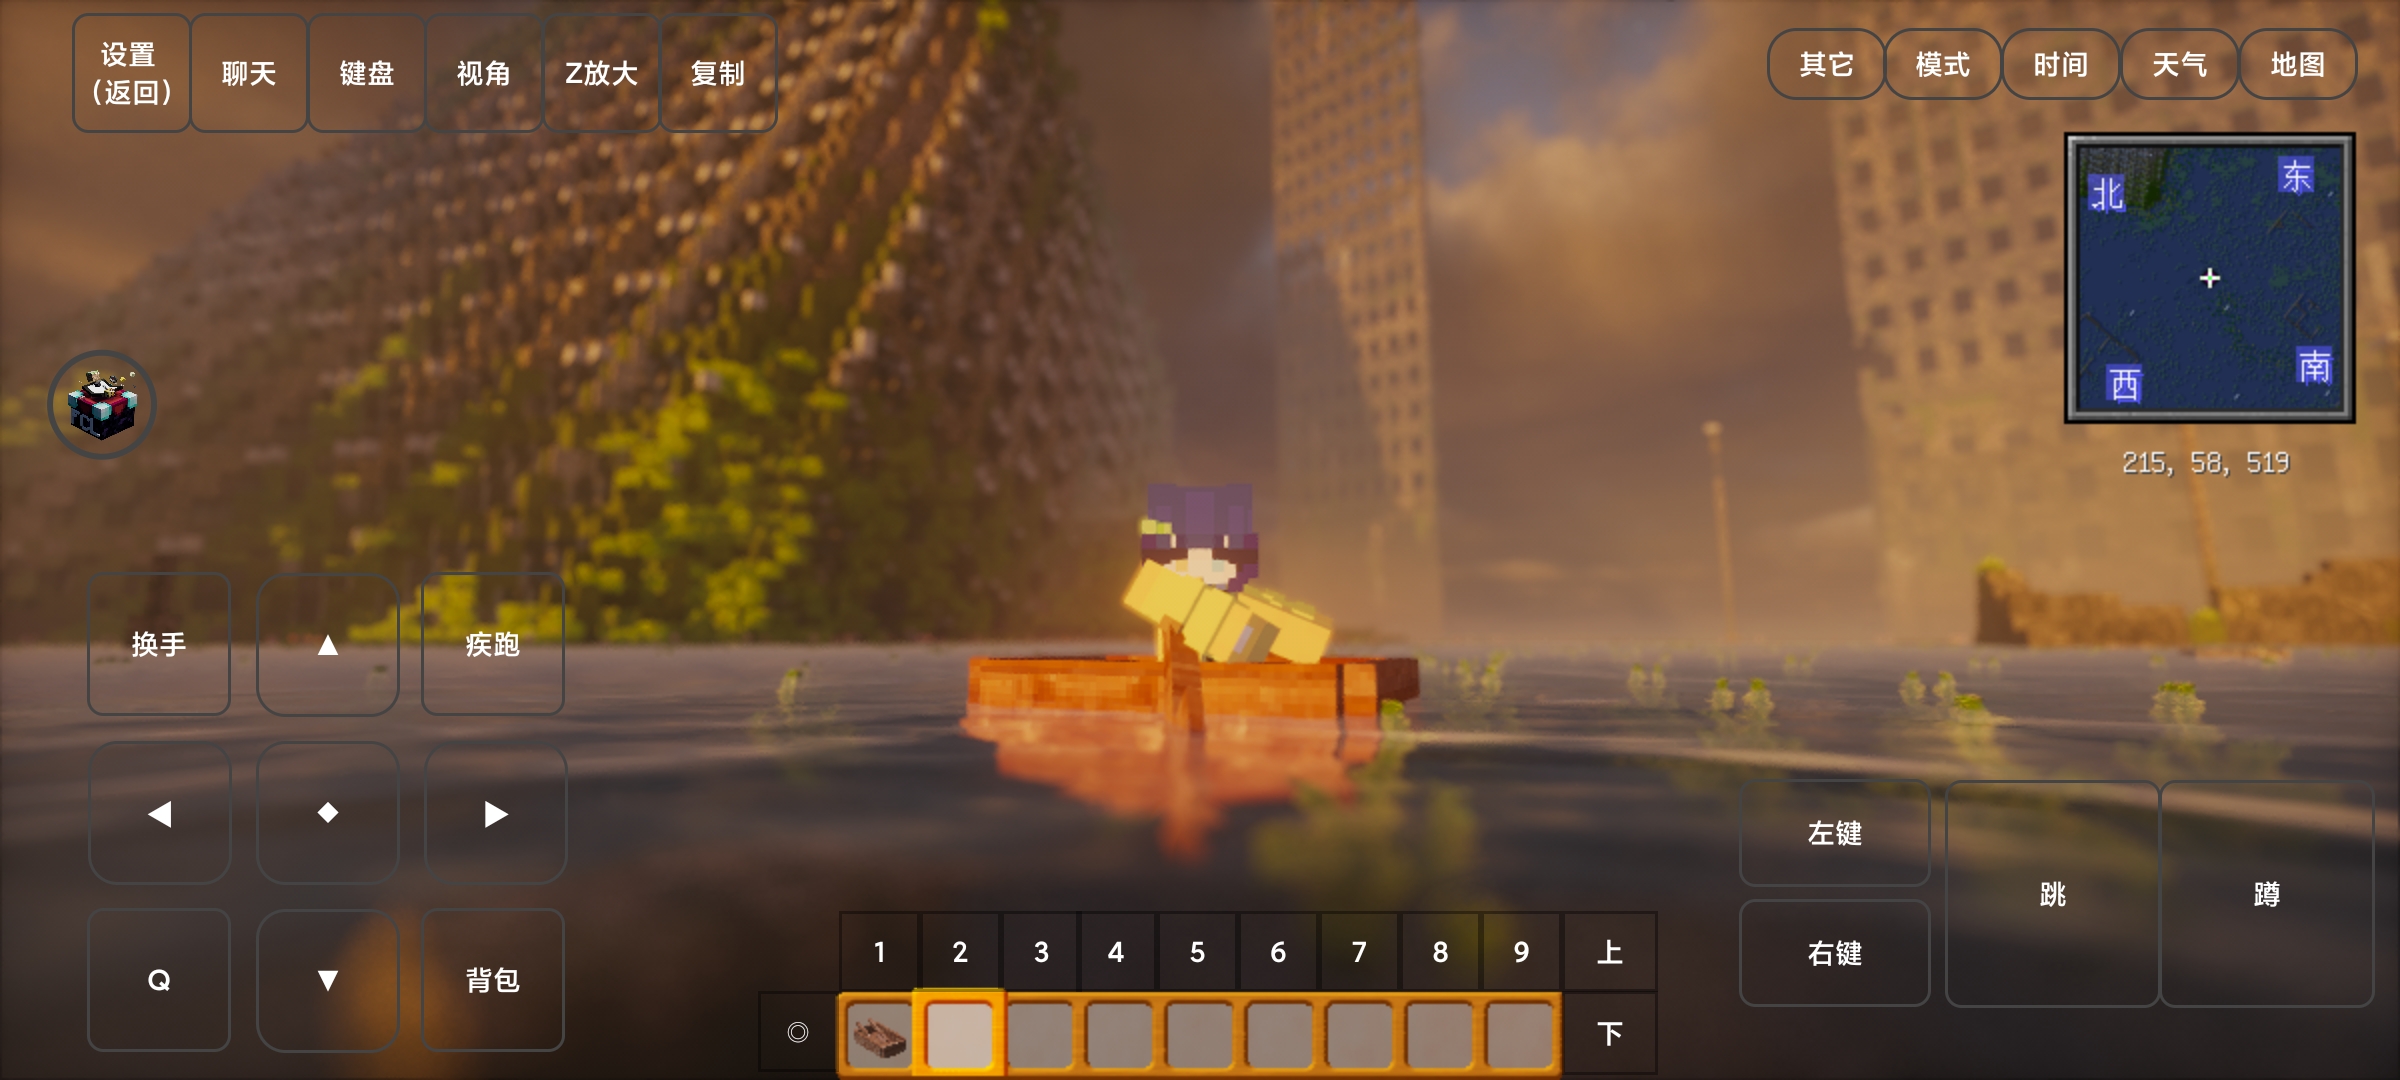 设置
(返回)
聊天
键盘
视角
Z放大
复制
其它
模式
时间
天气
地图
北
东
西
南
215, 58, 519
换手
疾跑
Q
背包
左键
右键
跳
蹲
1
2
3
4
5
6
7
8
9
上
下